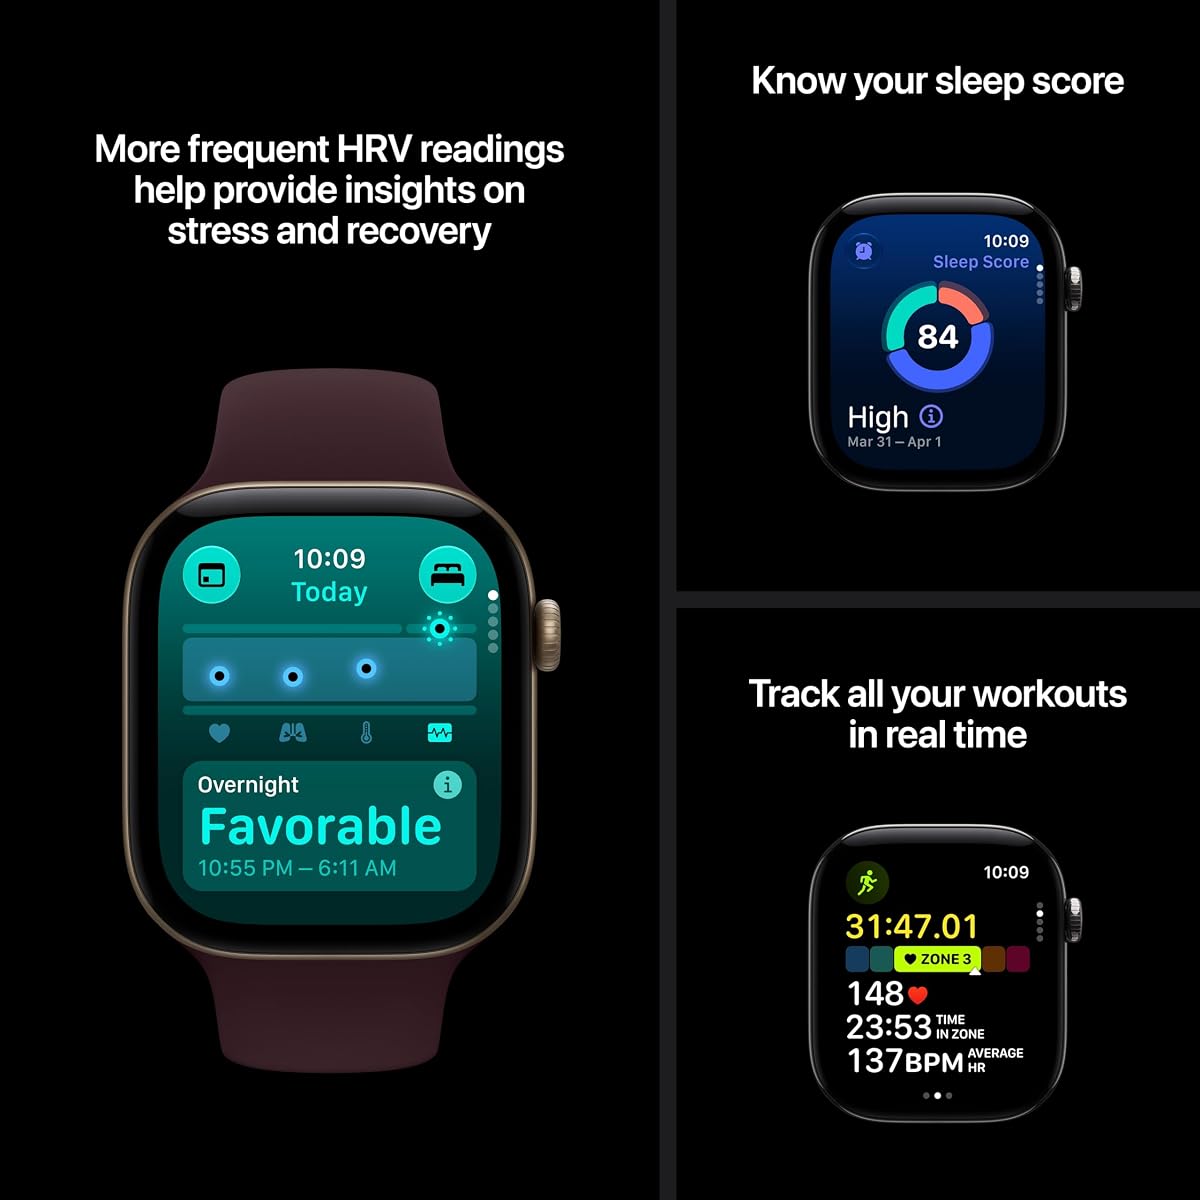 More frequent HRV readings
help provide insights on
stress and recovery
10:09
Today
Overnight
Favorable
10:55 PM – 6:11 AM
Know your sleep score
10:09
Sleep Score
84
High
Mar 31 – Apr 1
Track all your workouts
in real time
10:09
31:47.01
ZONE 3
148
23:53 TIME IN ZONE
137BPM AVERAGE HR